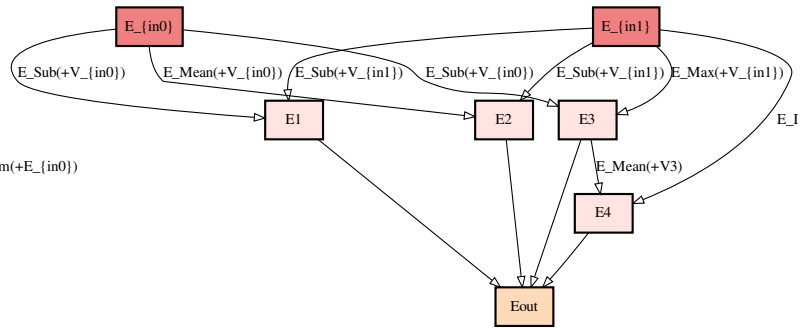 E_{in0}
E_{in1}
E_Sub(+V_{in0})
E_Mean(+V_{in0})
E_Sub(+V_{in1})
E_Sub(+V_{in0})
E_Sub(+V_{in1})
E_Max(+V_{in1})
E1
E2
E3
E_I
m(+E_{in0})
E_Mean(+V3)
E4
Eout